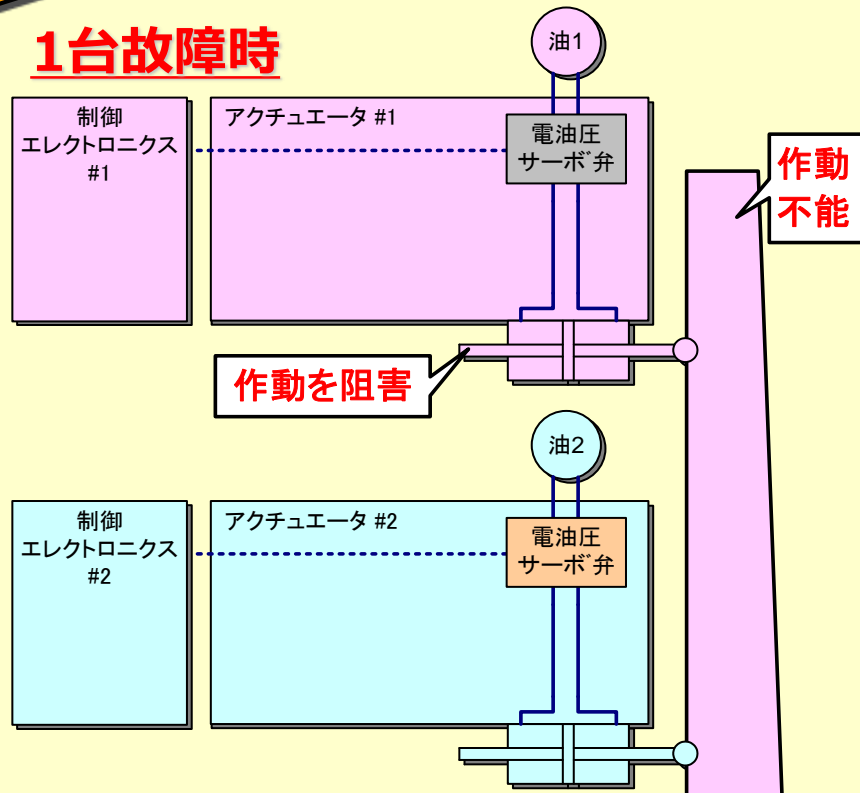 1台故障時
油1
制御
エレクトロニクス
#1
アクチュエータ #1
電油圧
サーボ弁
作動
不能
作動を阻害
油2
制御
エレクトロニクス
#2
アクチュエータ #2
電油圧
サーボ弁